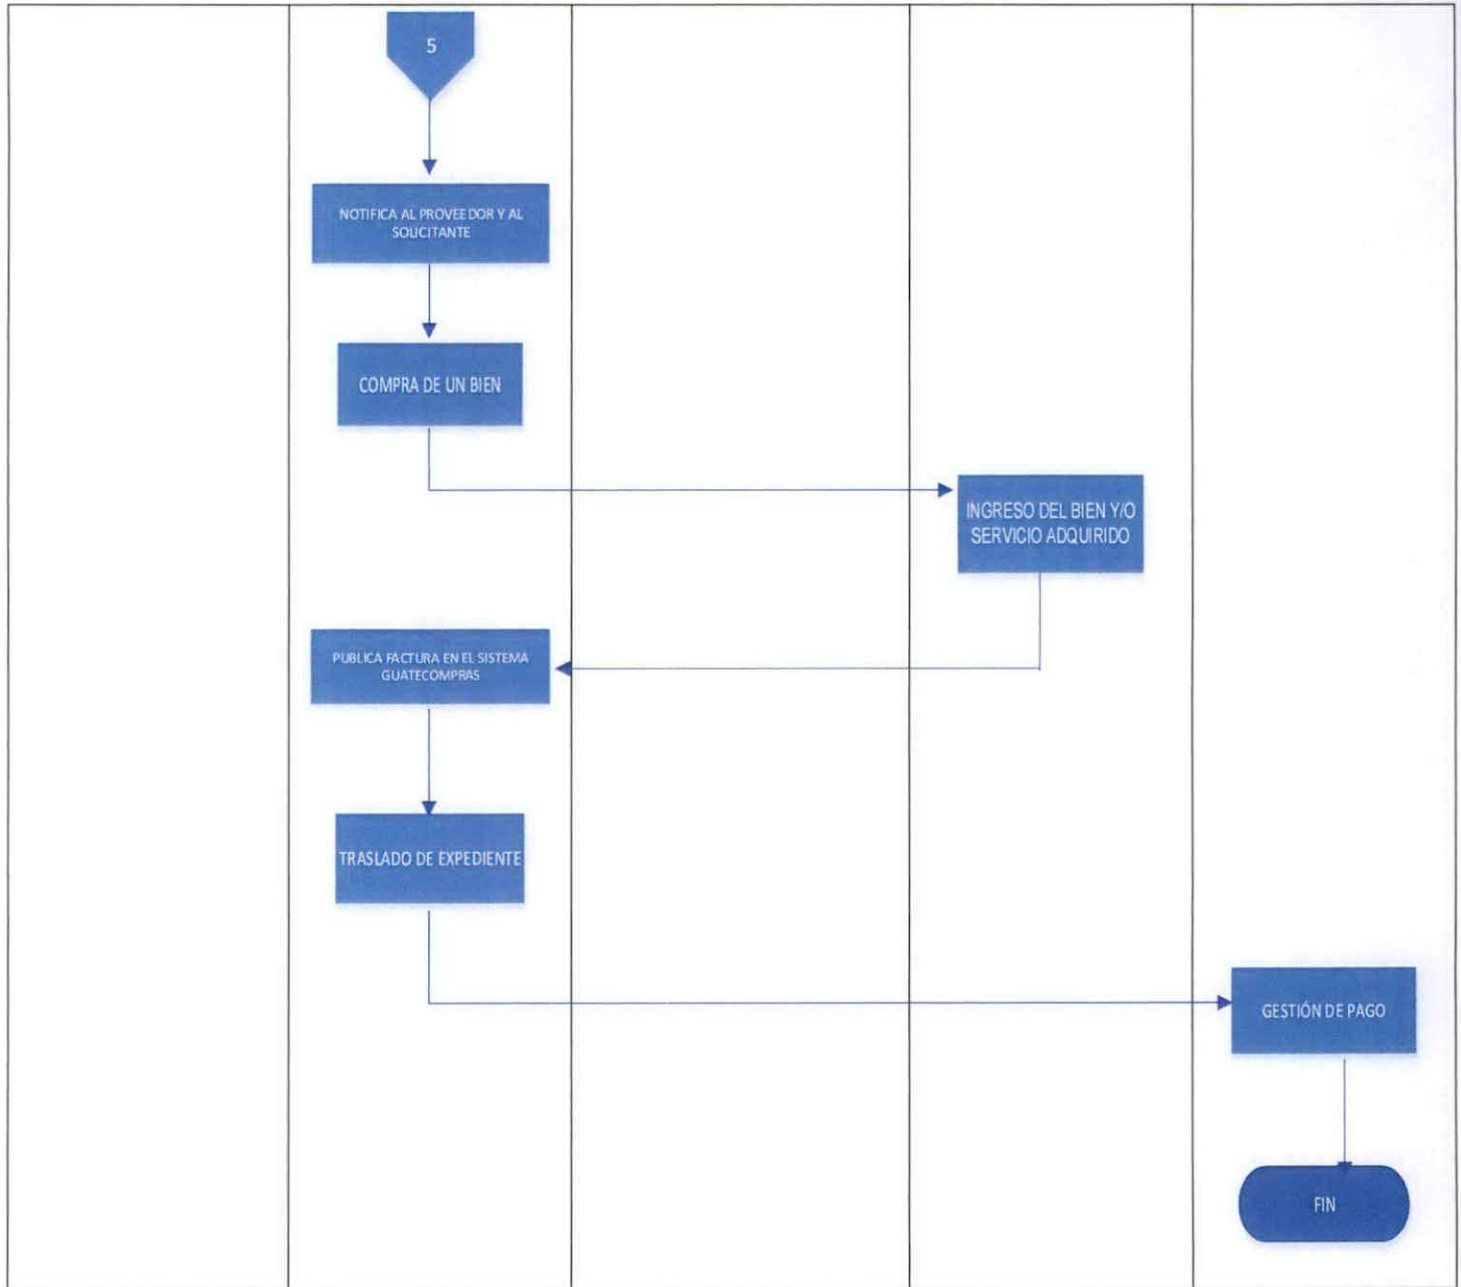 5
NOTIFICA AL PROVEEDOR Y AL
SOLICITANTE
COMPRA DE UN BIEN
INGRESO DEL BIEN Y/O
SERVICIO ADQUIRIDO
PUBLICA FACTURA EN EL SISTEMA
GUATECOMPRAS
TRASLADO DE EXPEDIENTE
GESTIÓN DE PAGO
FIN